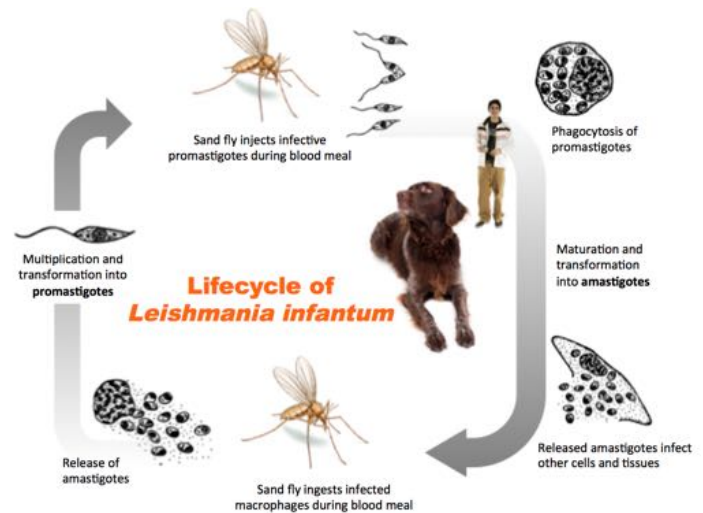 Sand fly injects infective
promastigotes during blood meal
Phagocytosis of
promastigotes
Multiplication and
transformation into
promastigotes
Maturation and
transformation
into amastigotes
Lifecycle of
Leishmania infantum
Release of
amastigotes
Sand fly ingests infected
macrophages during blood meal
Released amastigotes infect
other cells and tissues